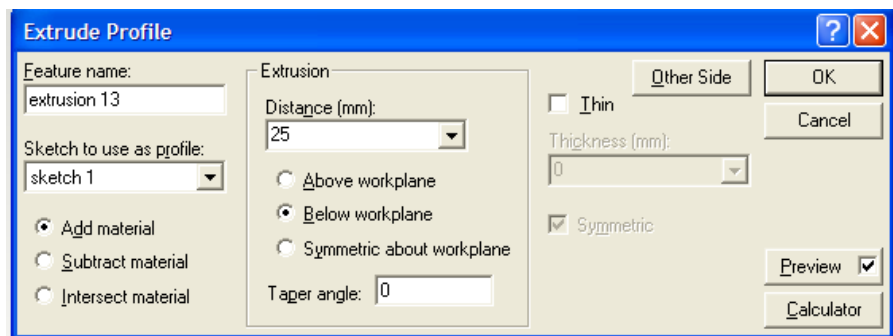 Extrude Profile
Feature name:
extrusion 13
Sketch to use as profile:
sketch 1
Add material
Subtract material
Intersect material
Extrusion
Distance (mm):
25
Above workplane
Below workplane
Symmetric about workplane
Taper angle: 0
Other Side
Thin
Thickness (mm):
0
Symmetric
OK
Cancel
Preview
Calculator